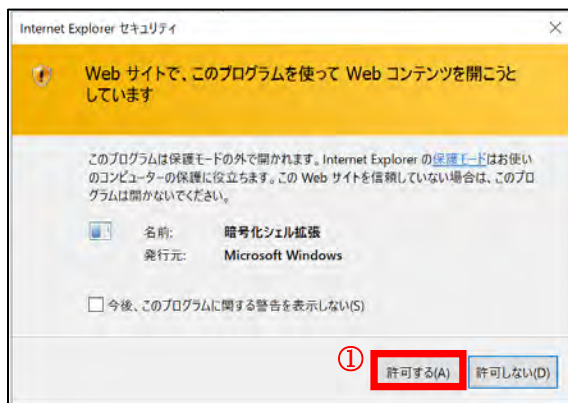 Internet Explorer セキュリティ
Web サイトで、このプログラムを使って Web コンテンツを開こうと
しています
このプログラムは保護モードの外で開かれます。Internet Explorer の保護モードはお使い
のコンピューターの保護に役立ちます。この Web サイトを信頼していない場合は、このプロ
グラムは開かないでください。
名前: 暗号化シェル拡張
発行元: Microsoft Windows
今後、このプログラムに関する警告を表示しない(S)
① 許可する(A) 許可しない(D)